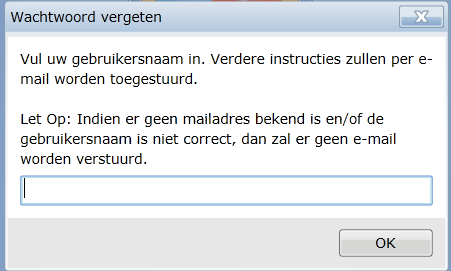 Wachtwoord vergeten
Vul uw gebruikersnaam in. Verdere instructies zullen per e-
mail worden toegestuurd.
Let Op: Indien er geen mailadres bekend is en/of de
gebruikersnaam is niet correct, dan zal er geen e-mail
worden verstuurd.
OK